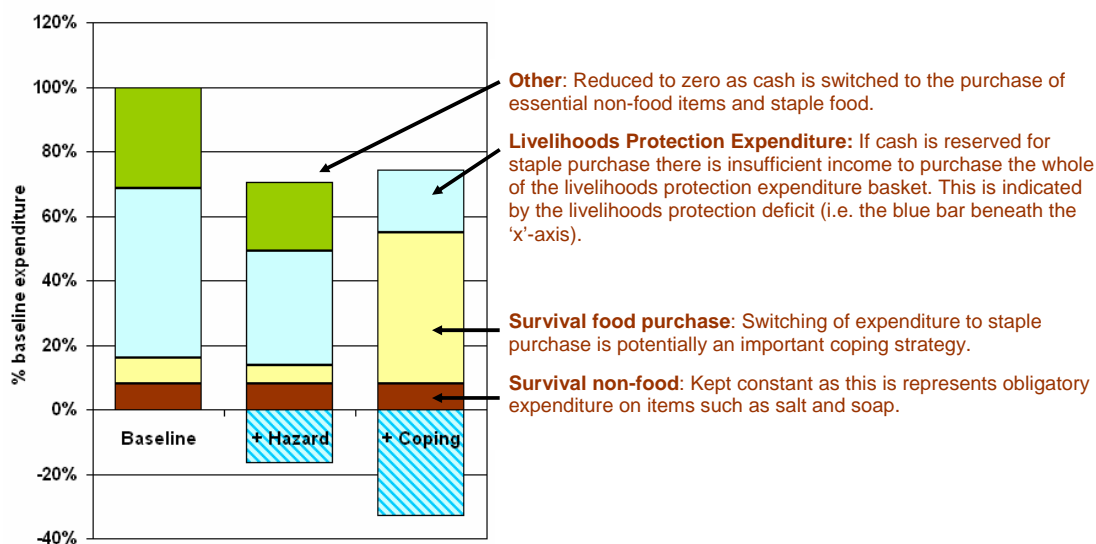 120%
100%
80%
60%
40%
20%
0%
-20%
-40%
% baseline expenditure
Baseline
+ Hazard
+ Coping
Other: Reduced to zero as cash is switched to the purchase of
essential non-food items and staple food.
Livelihoods Protection Expenditure: If cash is reserved for
staple purchase there is insufficient income to purchase the whole
of the livelihoods protection expenditure basket. This is indicated
by the livelihoods protection deficit (i.e. the blue bar beneath the
‘x’-axis).
Survival food purchase: Switching of expenditure to staple
purchase is potentially an important coping strategy.
Survival non-food: Kept constant as this is represents obligatory
expenditure on items such as salt and soap.